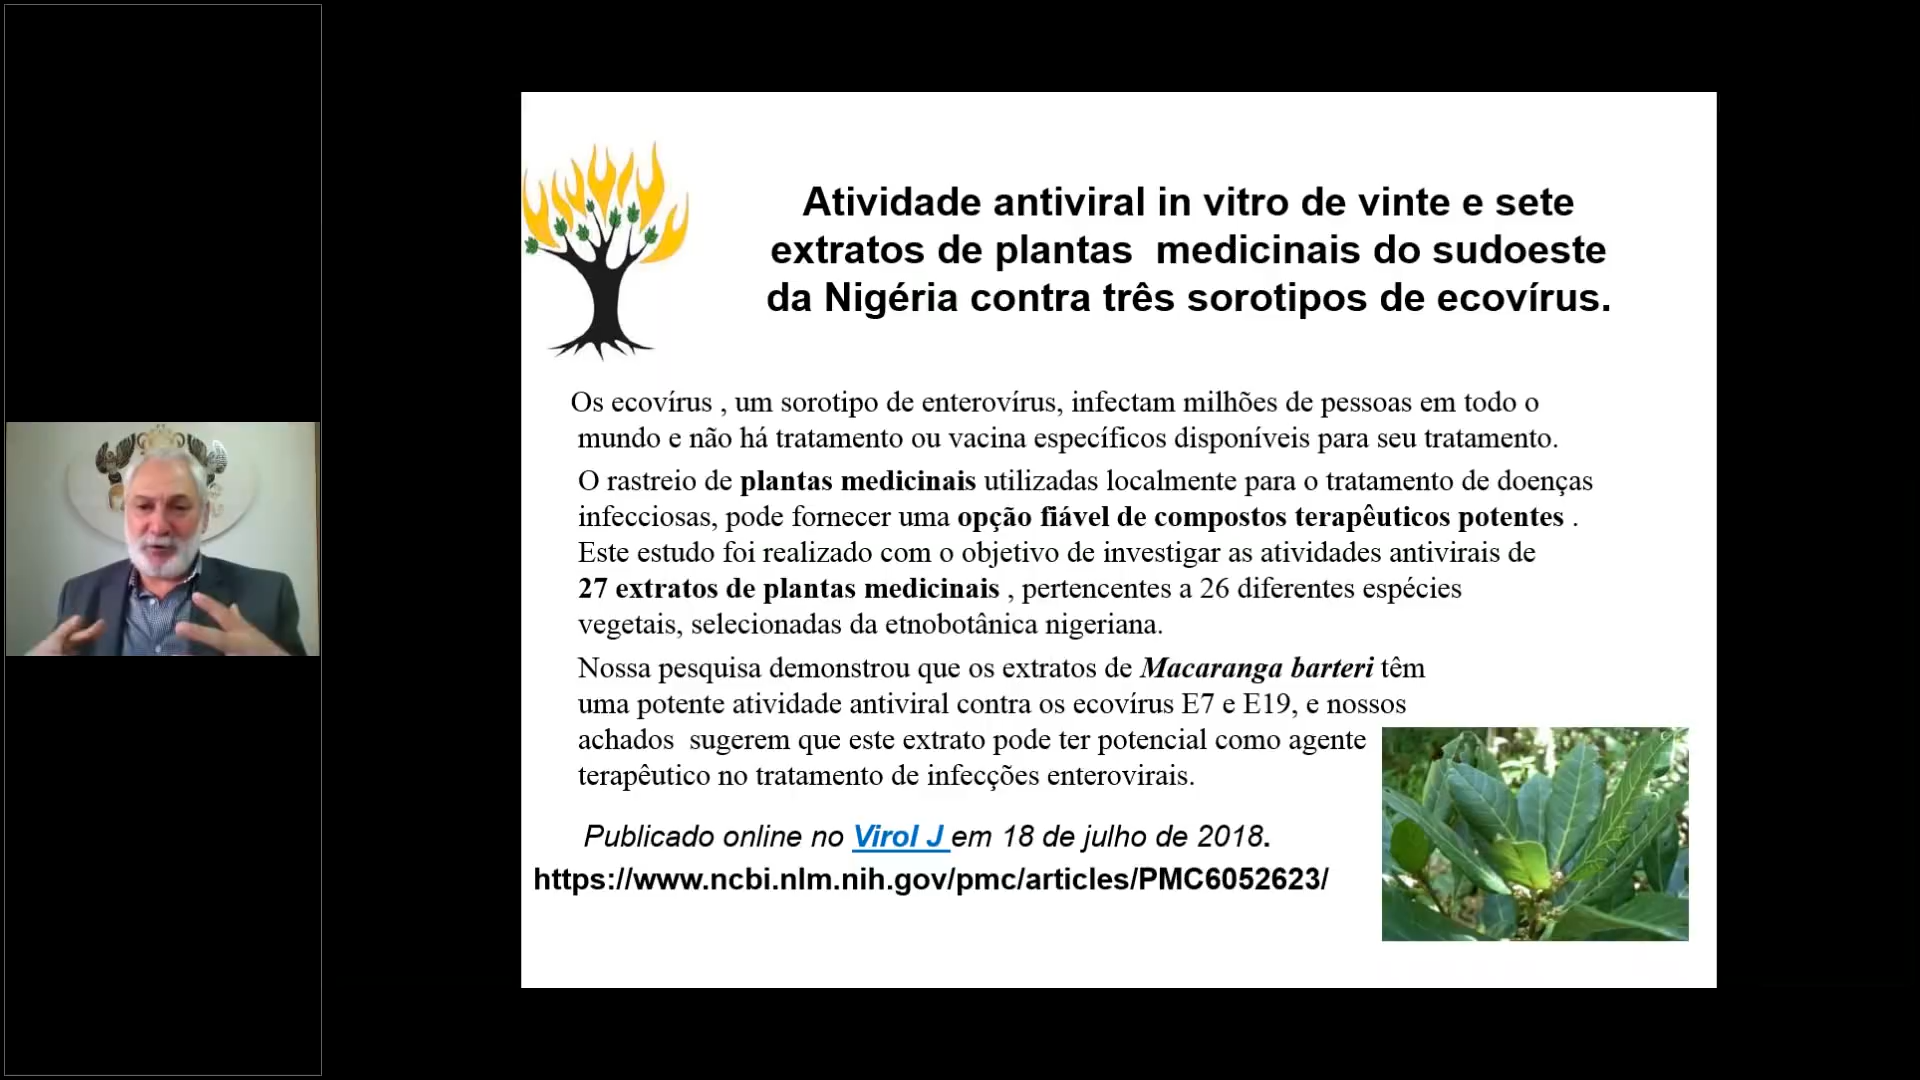 Atividade antiviral in vitro de vinte e sete
extratos de plantas medicinais do sudoeste
da Nigéria contra três sorotipos de ecovírus.
Os ecovírus , um sorotipo de enterovírus, infectam milhões de pessoas em todo o
mundo e não há tratamento ou vacina específicos disponíveis para seu tratamento.
O rastreio de plantas medicinais utilizadas localmente para o tratamento de doenças
infecciosas, pode fornecer uma opção fiável de compostos terapêuticos potentes .
Este estudo foi realizado com o objetivo de investigar as atividades antivirais de
27 extratos de plantas medicinais , pertencentes a 26 diferentes espécies
vegetais, selecionadas da etnobotânica nigeriana.
Nossa pesquisa demonstrou que os extratos de Macaranga barteri têm
uma potente atividade antiviral contra os ecovírus E7 e E19, e nossos
achados sugerem que este extrato pode ter potencial como agente
terapêutico no tratamento de infecções enterovirais.
Publicado online no Virol J em 18 de julho de 2018.
https://www.ncbi.nlm.nih.gov/pmc/articles/PMC6052623/